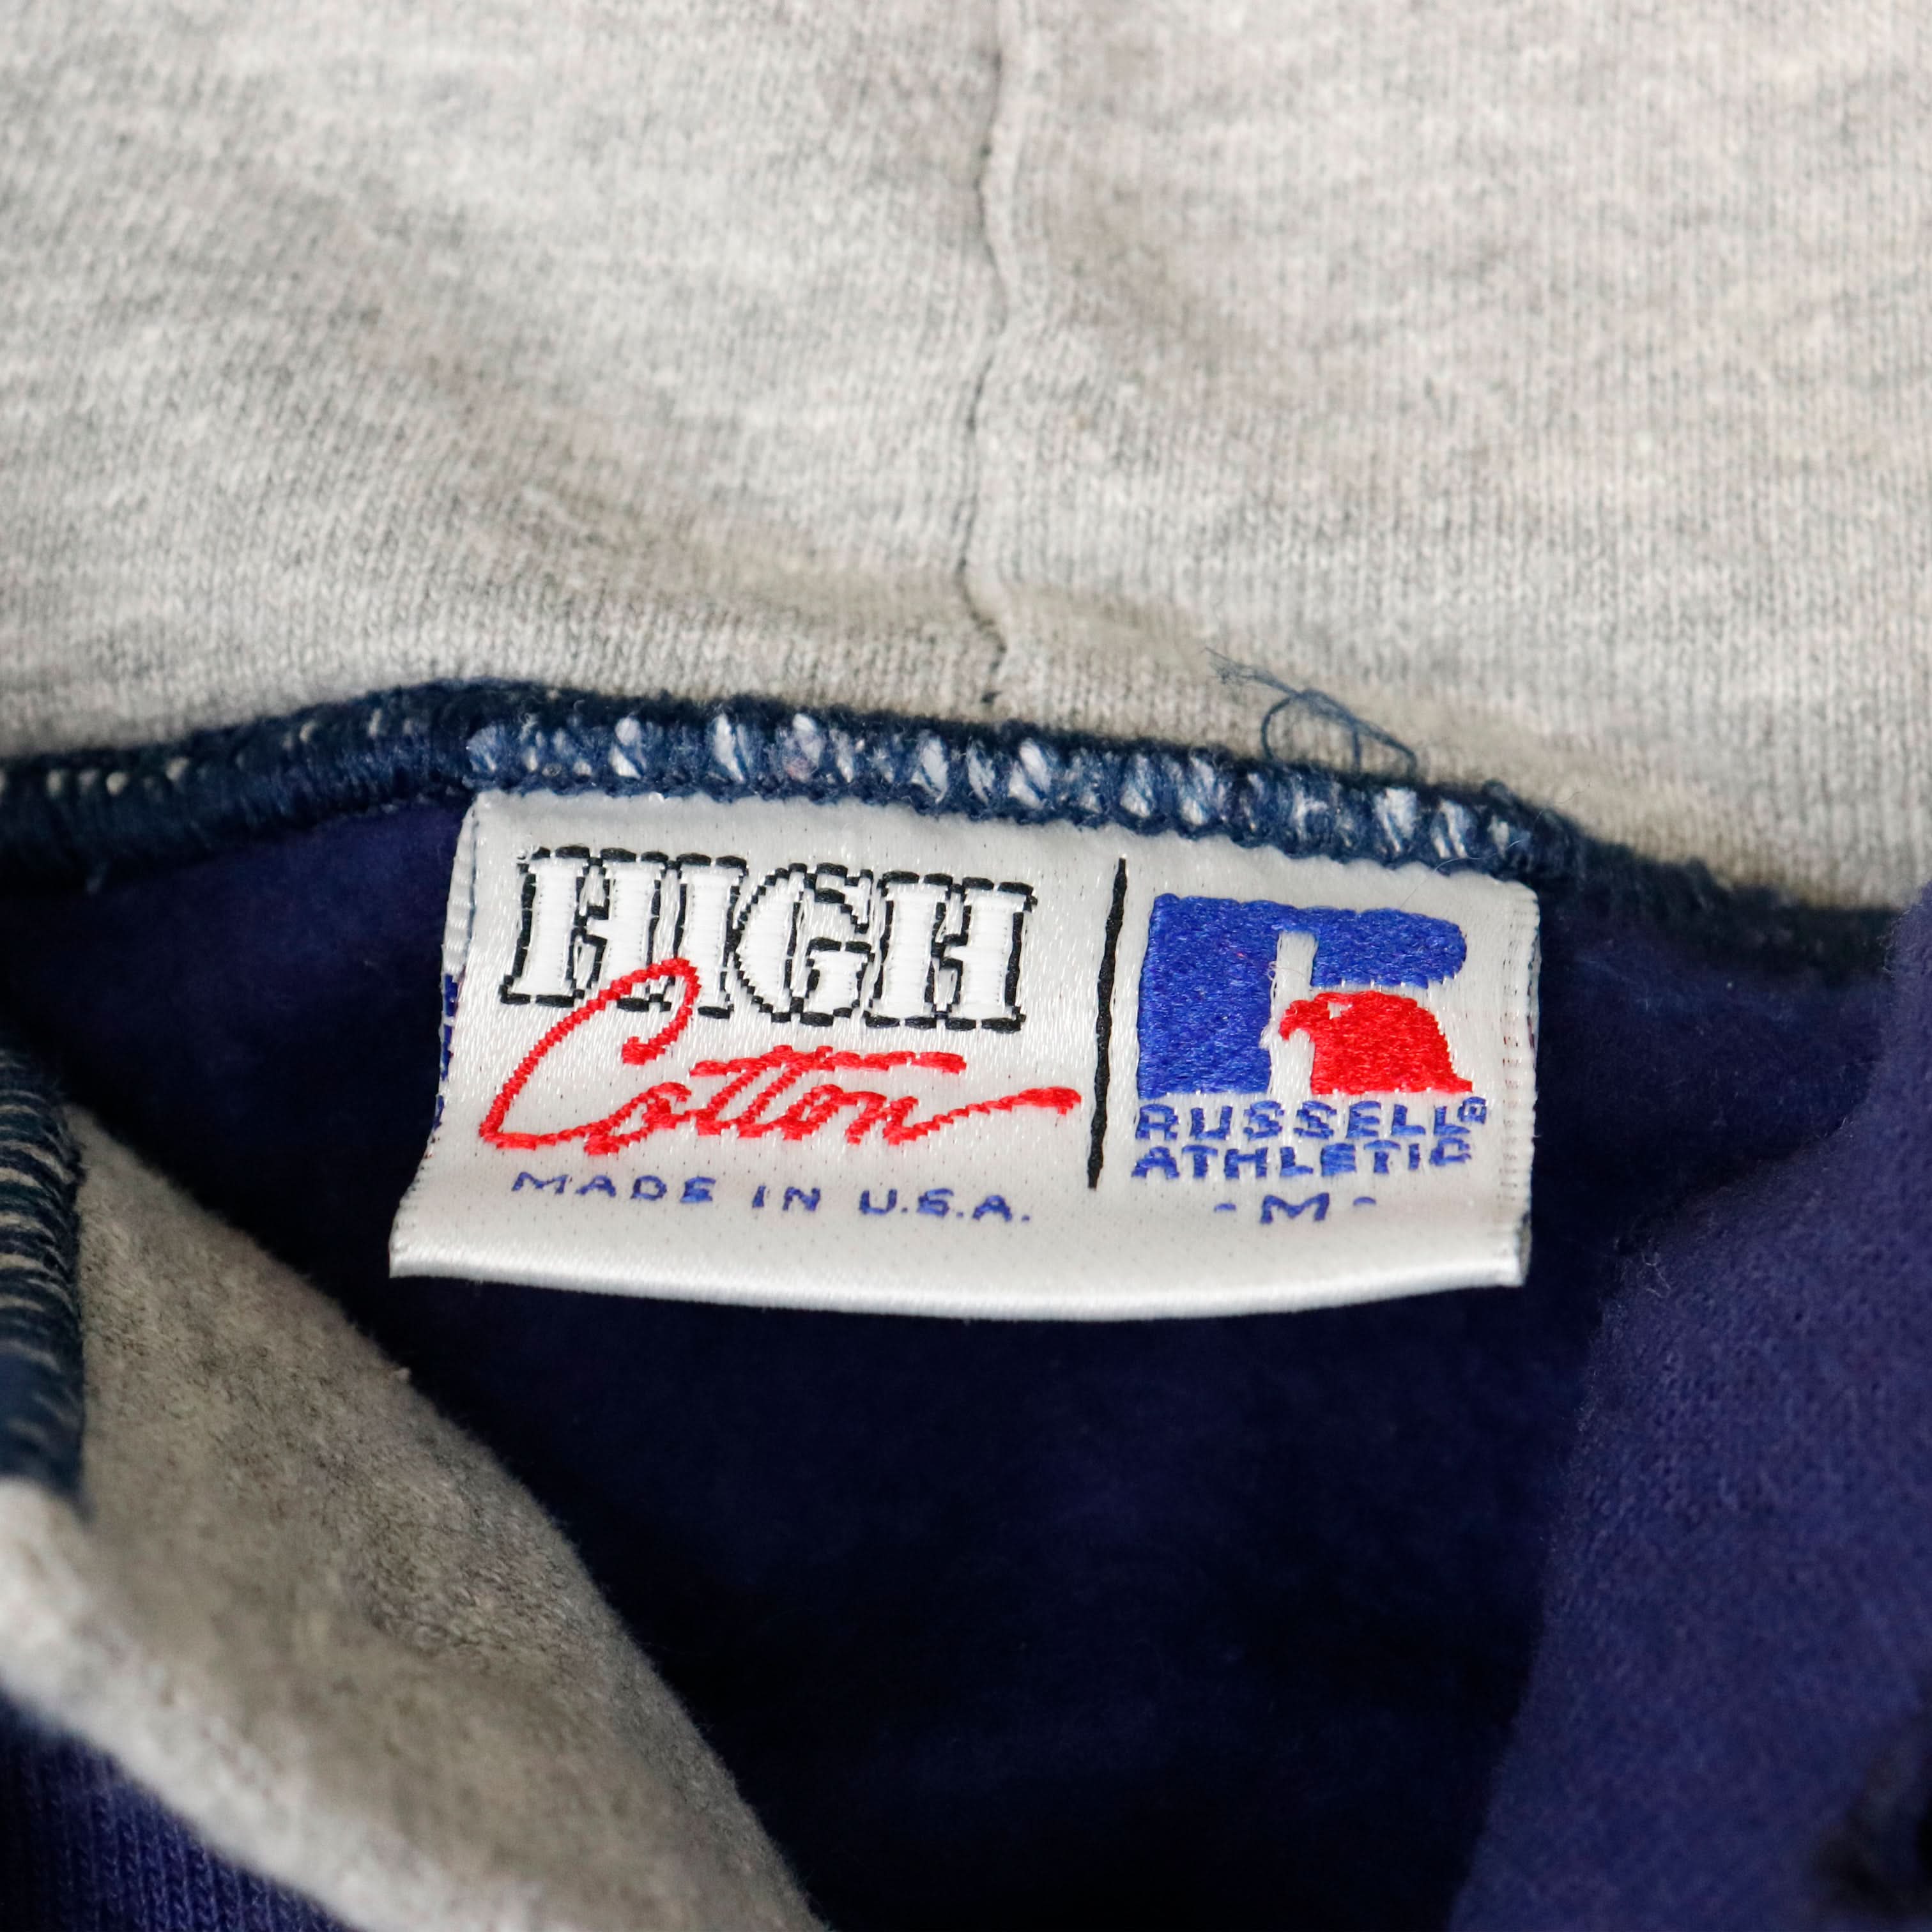 HIGH
Cotton
MADE IN U.S.A.
RUSSELL®
ATHLETIC
- M -